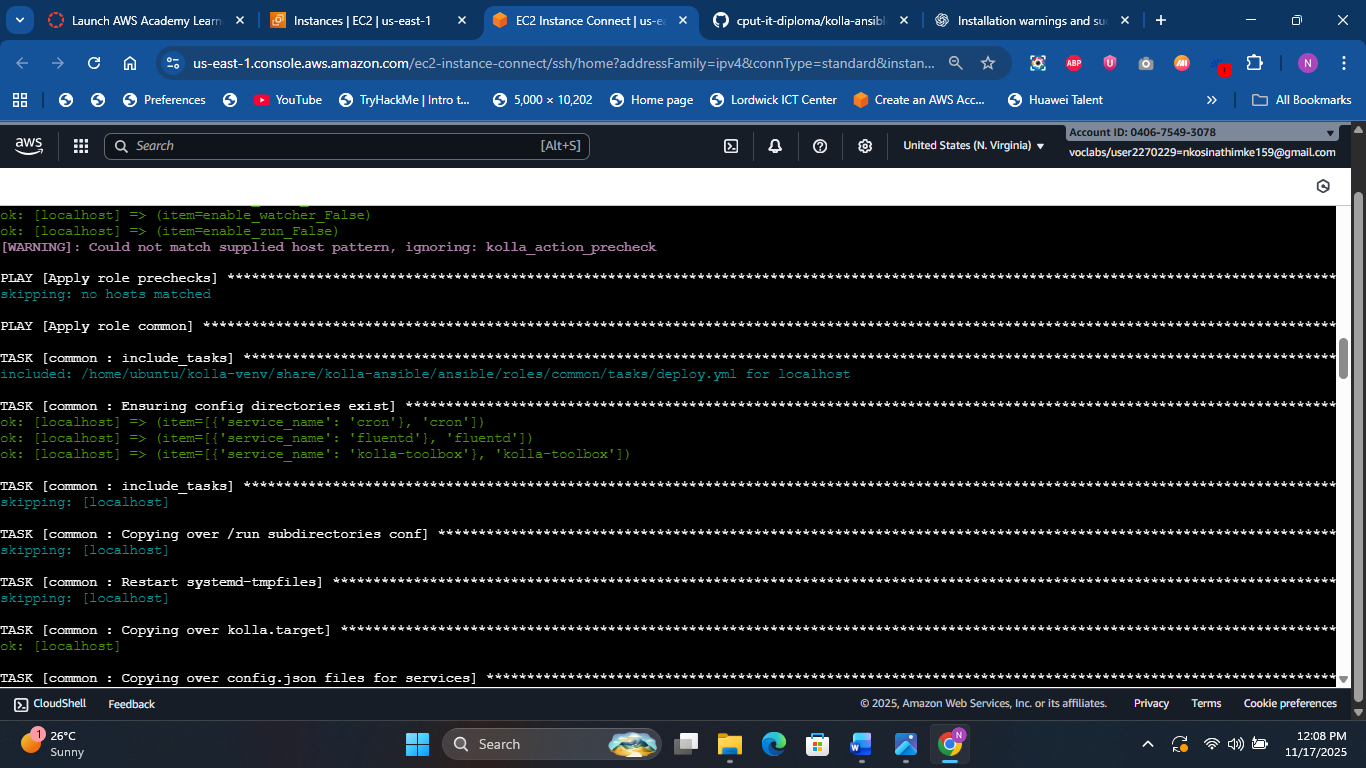 Launch AWS Academy Learn
Instances | EC2 | us-east-1
EC2 Instance Connect | us-ea
cput-it-diploma/kolla-ansibl
Installation warnings and su
us-east-1.console.aws.amazon.com/ec2-instance-connect/ssh/home?addressFamily=ipv4&connType=standard&instan...
ABP
N
Preferences
YouTube
TryHackMe | Intro t...
5,000 × 10,202
Home page
Lordwick ICT Center
Create an AWS Acc...
Huawei Talent
»
All Bookmarks
aws
Search
[Alt+S]
United States (N. Virginia)
Account ID: 0406-7549-3078
voclabs/user2270229=nkosinathimke159@gmail.com
ok: [localhost] => (item=enable_watcher_False)
ok: [localhost] => (item=enable_zun_False)
[WARNING]: Could not match supplied host pattern, ignoring: kolla_action_precheck
PLAY [Apply role prechecks] ****
skipping: no hosts matched
PLAY [Apply role common] ****
TASK [common : include_tasks] ****
included: /home/ubuntu/kolla-venv/share/kolla-ansible/ansible/roles/common/tasks/deploy.yml for localhost
TASK [common : Ensuring config directories exist] ****
ok: [localhost] => (item=[{'service_name': 'cron'}, 'cron'])
ok: [localhost] => (item=[{'service_name': 'fluentd'}, 'fluentd'])
ok: [localhost] => (item=[{'service_name': 'kolla-toolbox'}, 'kolla-toolbox'])
TASK [common : include_tasks] ****
skipping: [localhost]
TASK [common : Copying over /run subdirectories conf] ****
skipping: [localhost]
TASK [common : Restart systemd-tmpfiles] ****
skipping: [localhost]
TASK [common : Copying over kolla.target] ****
ok: [localhost]
TASK [common : Copying over config.json files for services] ****
CloudShell
Feedback
© 2025, Amazon Web Services, Inc. or its affiliates.
Privacy
Terms
Cookie preferences
1
26°C
Sunny
Search
N
12:08 PM
11/17/2025